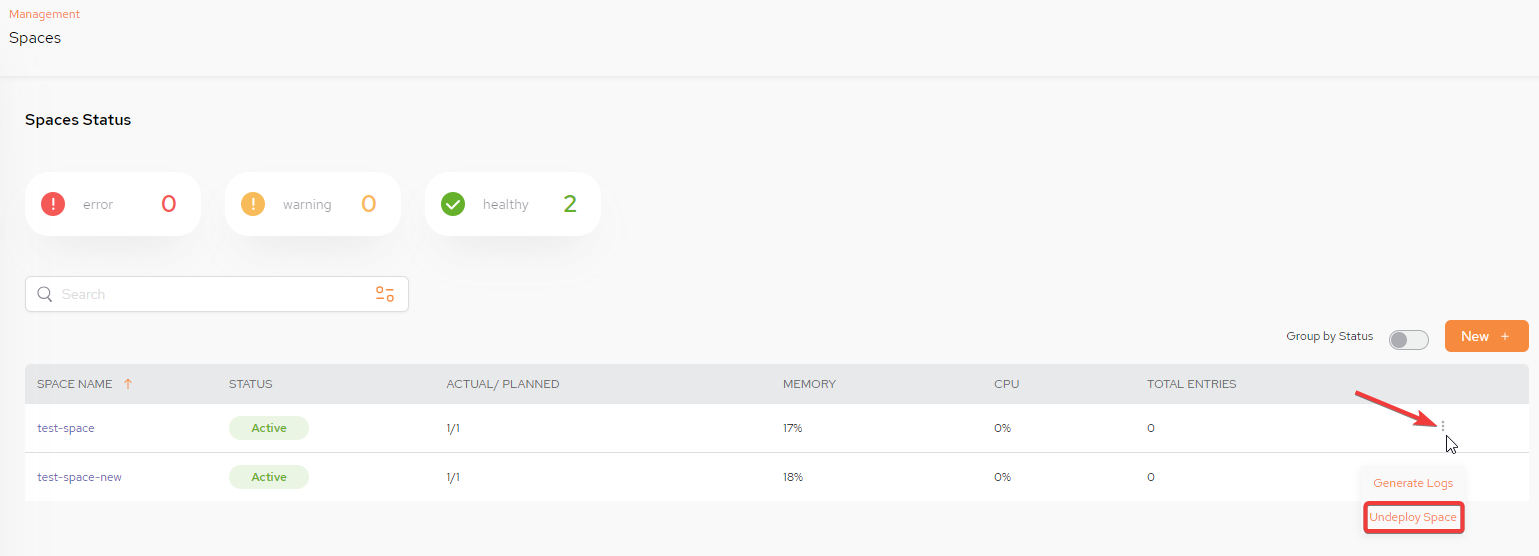 Management
Spaces
Spaces Status
error 0 warning 0 healthy 2
Search
Group by Status New +
SPACE NAME STATUS ACTUAL/ PLANNED MEMORY CPU TOTAL ENTRIES
test-space Active 1/1 17% 0% 0
test-space-new Active 1/1 18% 0% 0
Generate Logs
Undeploy Space